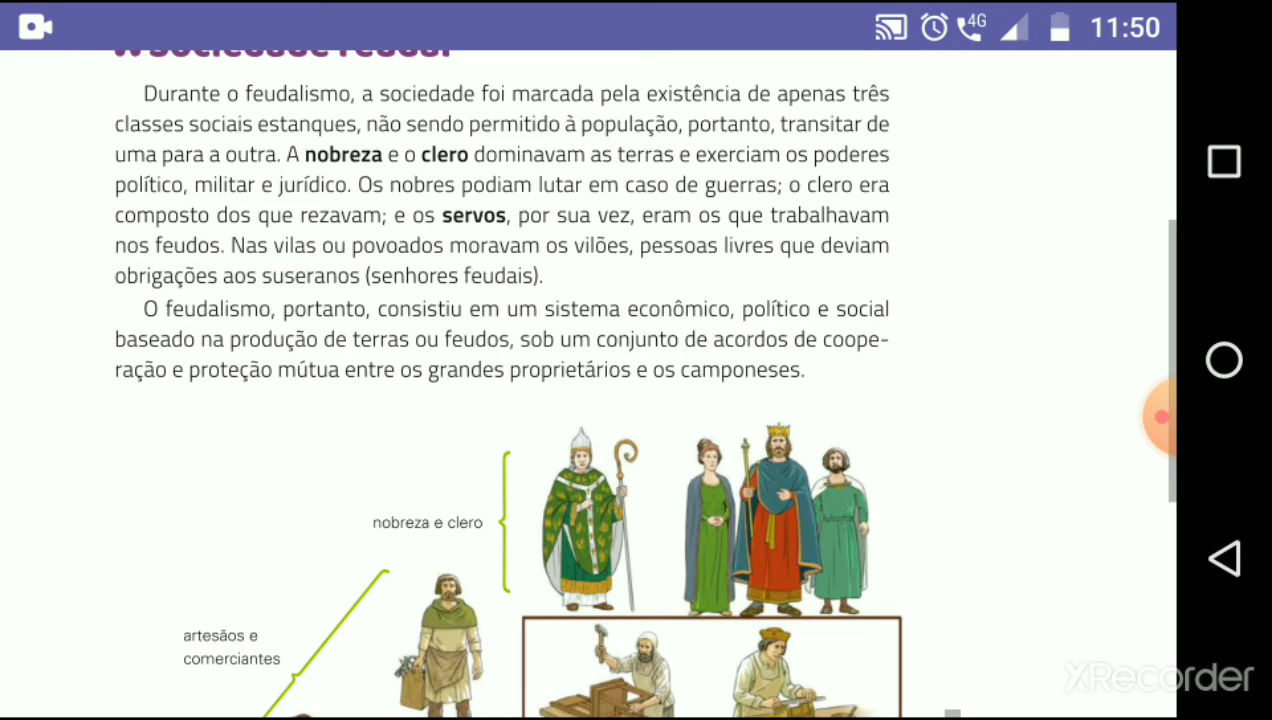 4G
11:50
Sociedade feudal
Durante o feudalismo, a sociedade foi marcada pela existência de apenas três
classes sociais estanques, não sendo permitido à população, portanto, transitar de
uma para a outra. A nobreza e o clero dominavam as terras e exerciam os poderes
político, militar e jurídico. Os nobres podiam lutar em caso de guerras; o clero era
composto dos que rezavam; e os servos, por sua vez, eram os que trabalhavam
nos feudos. Nas vilas ou povoados moravam os vilões, pessoas livres que deviam
obrigações aos suseranos (senhores feudais).
O feudalismo, portanto, consistiu em um sistema econômico, político e social
baseado na produção de terras ou feudos, sob um conjunto de acordos de coope-
ração e proteção mútua entre os grandes proprietários e os camponeses.
nobreza e clero
artesãos e
comerciantes
XRecorder